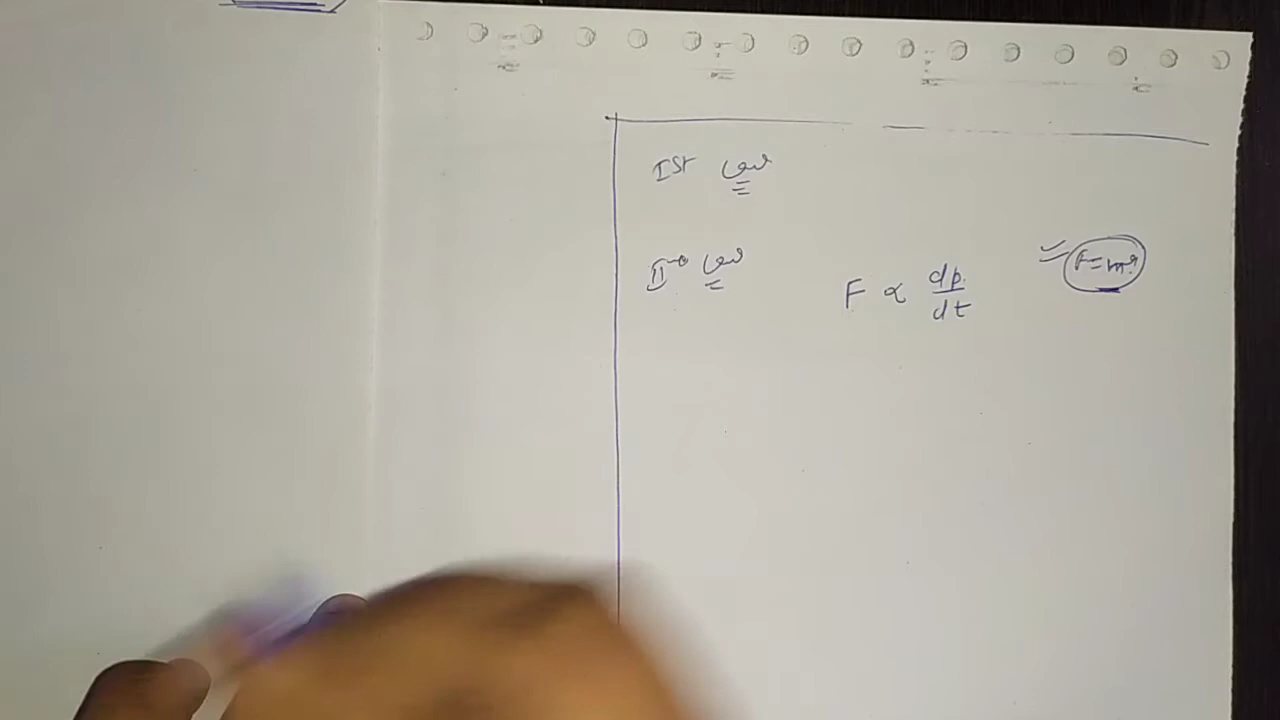 Ist Law
IInd Law
F ∝ dp/dt
F=ma